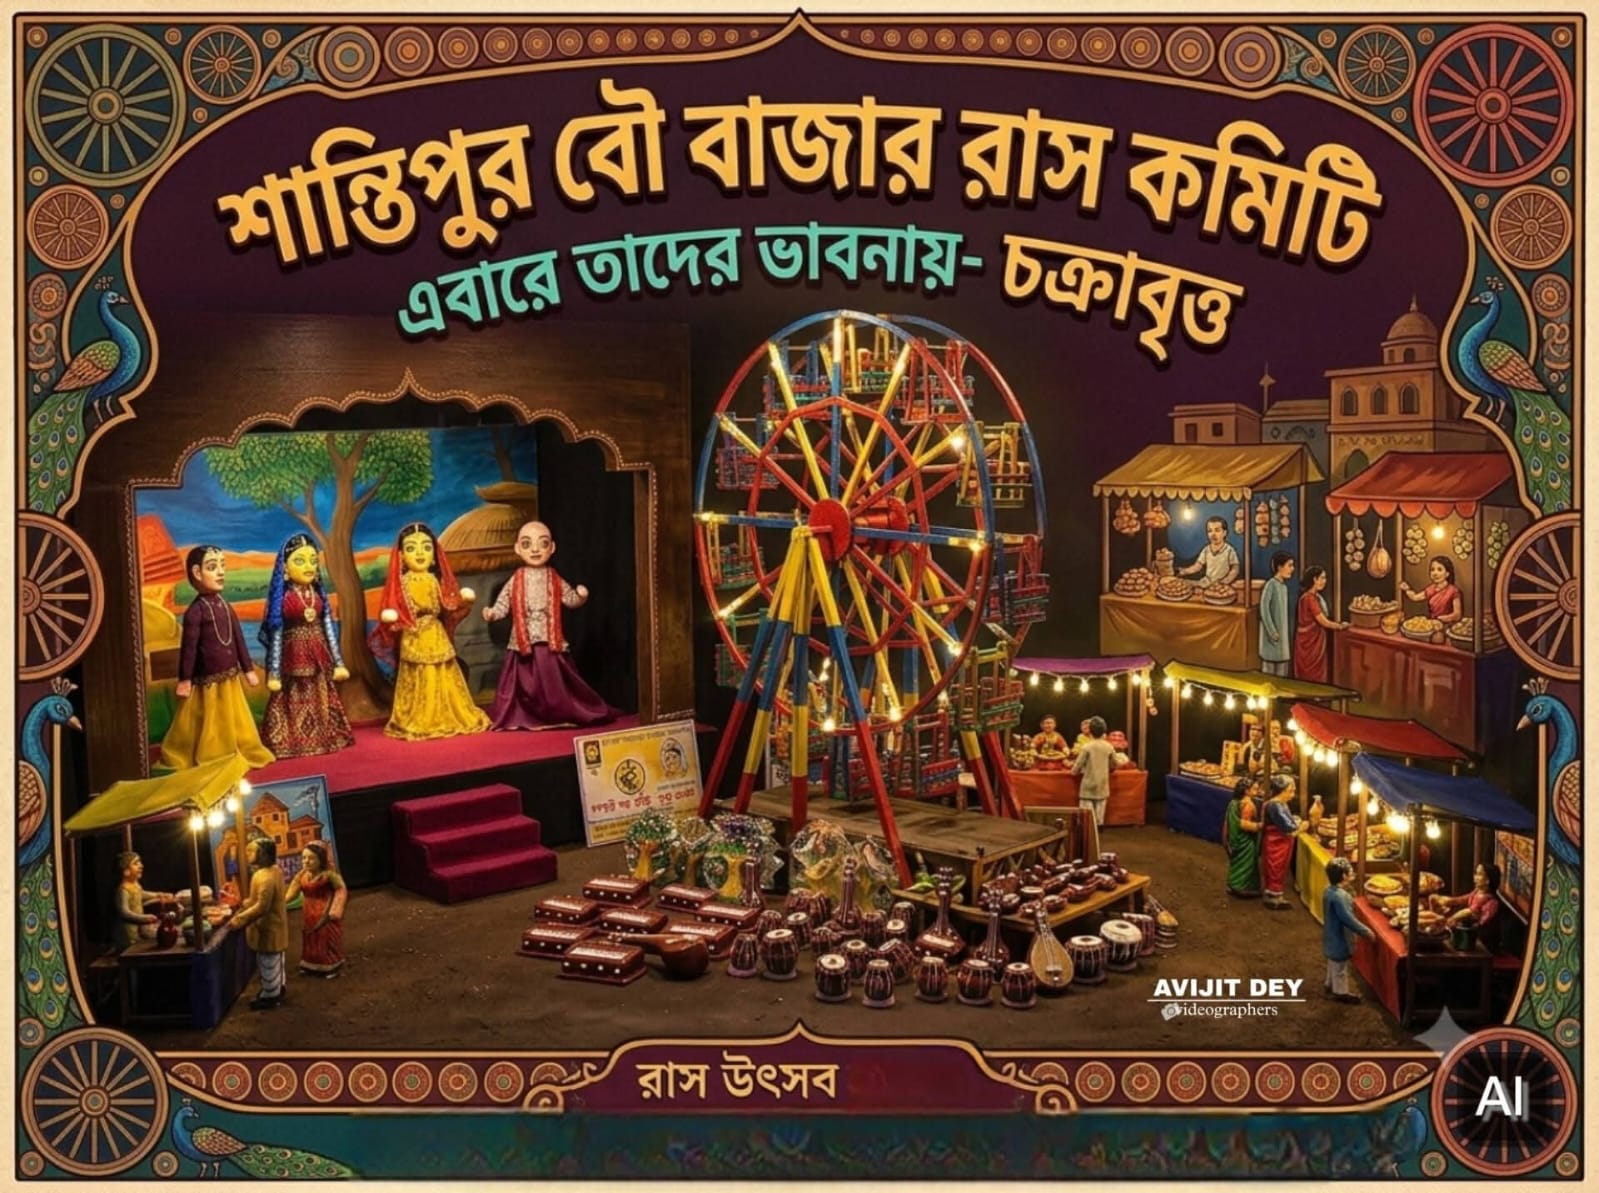 শান্তিপুর বৌ বাজার রাস কমিটি
এবারে তাদের ভাবনায়- চক্রাবৃত্ত
AVIJIT DEY
videographers
রাস উৎসব
AI